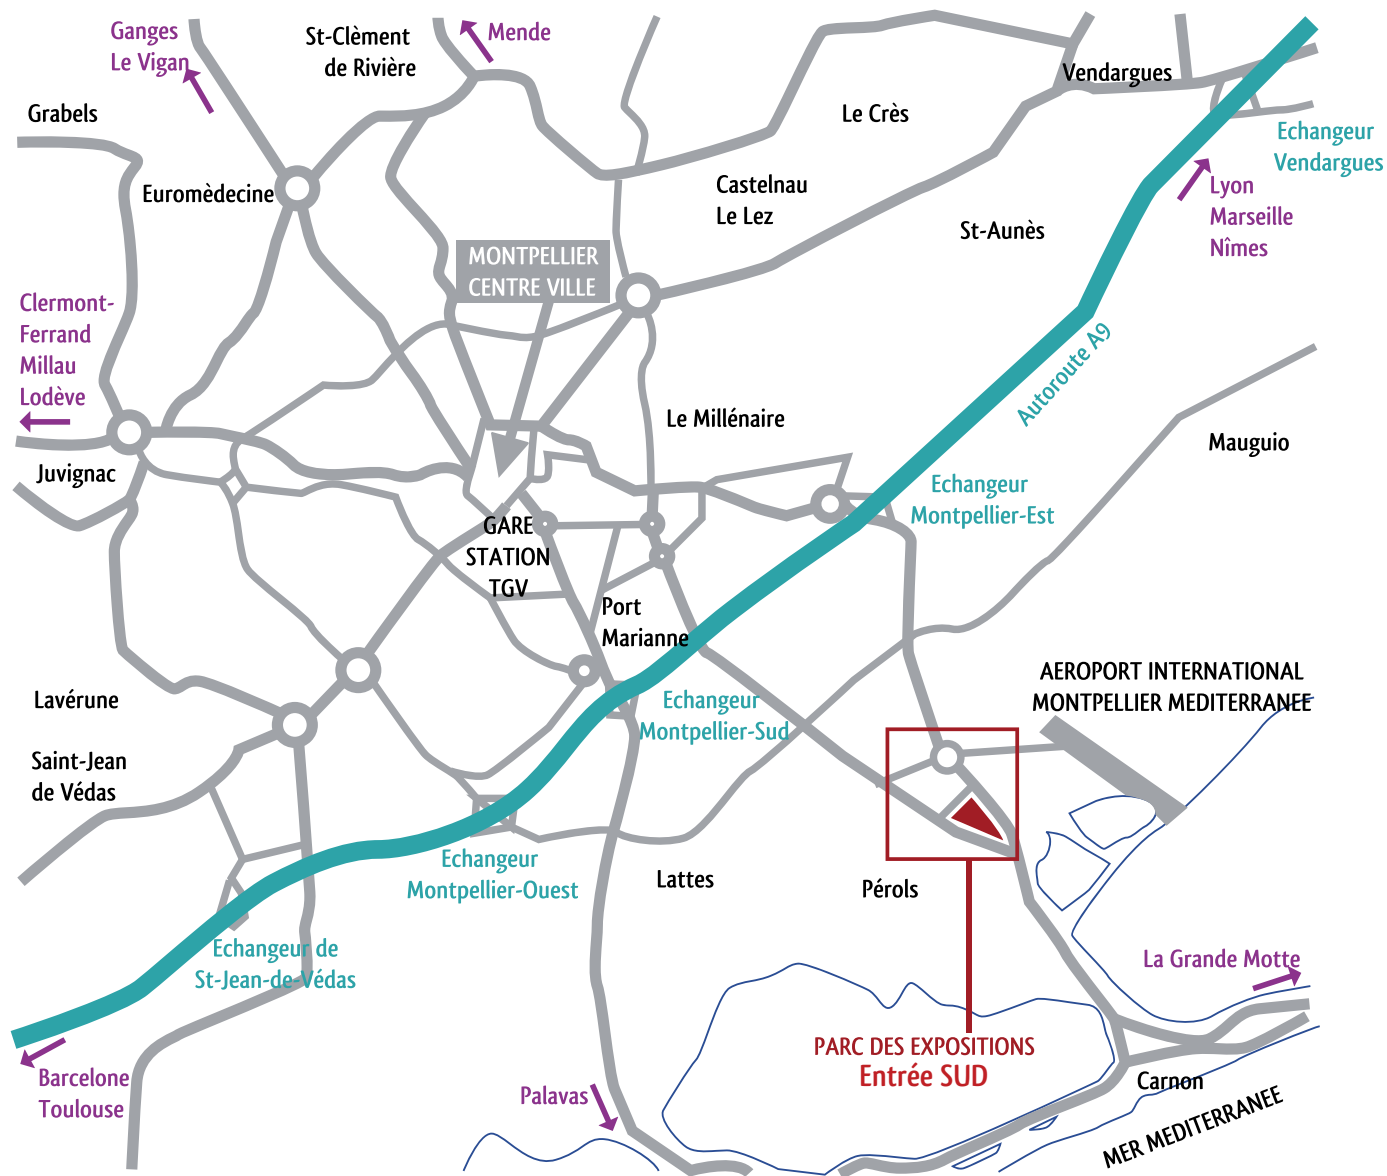 Ganges
Le Vigan
St-Clèment
de Rivière
Mende
Vendargues
Grabels
Le Crès
Echangeur
Vendargues
Euromèdecine
Castelnau
Le Lez
Lyon
Marseille
Nîmes
St-Aunès
MONTPELLIER
CENTRE VILLE
Clermont-
Ferrand
Millau
Lodève
Autoroute A9
Le Millénaire
Mauguio
Juvignac
Echangeur
Montpellier-Est
GARE
STATION
TGV
Port
Marianne
AEROPORT INTERNATIONAL
MONTPELLIER MEDITERRANEE
Lavérune
Echangeur
Montpellier-Sud
Saint-Jean
de Védas
Echangeur
Montpellier-Ouest
Lattes
Pérols
Echangeur de
St-Jean-de-Védas
La Grande Motte
PARC DES EXPOSITIONS
Entrée SUD
Barcelone
Toulouse
Palavas
Carnon
MER MEDITERRANEE